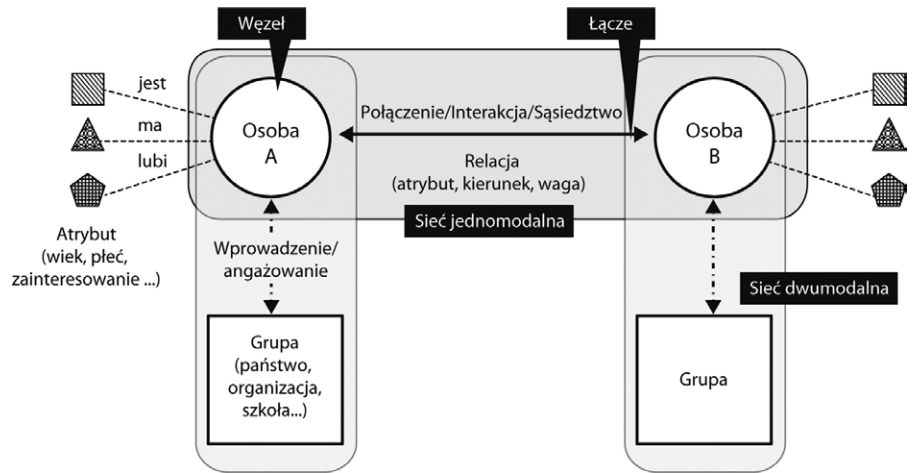 Węzeł
Łącze
jest
ma
lubi
Osoba
A
Połączenie/Interakcja/Sąsiedztwo
Osoba
B
Relacja
(atrybut, kierunek, waga)
Sieć jednomodalna
Atrybut
(wiek, płeć,
zainteresowanie ...)
Wprowadzenie/
angażowanie
Sieć dwumodalna
Grupa
(państwo,
organizacja,
szkoła...)
Grupa